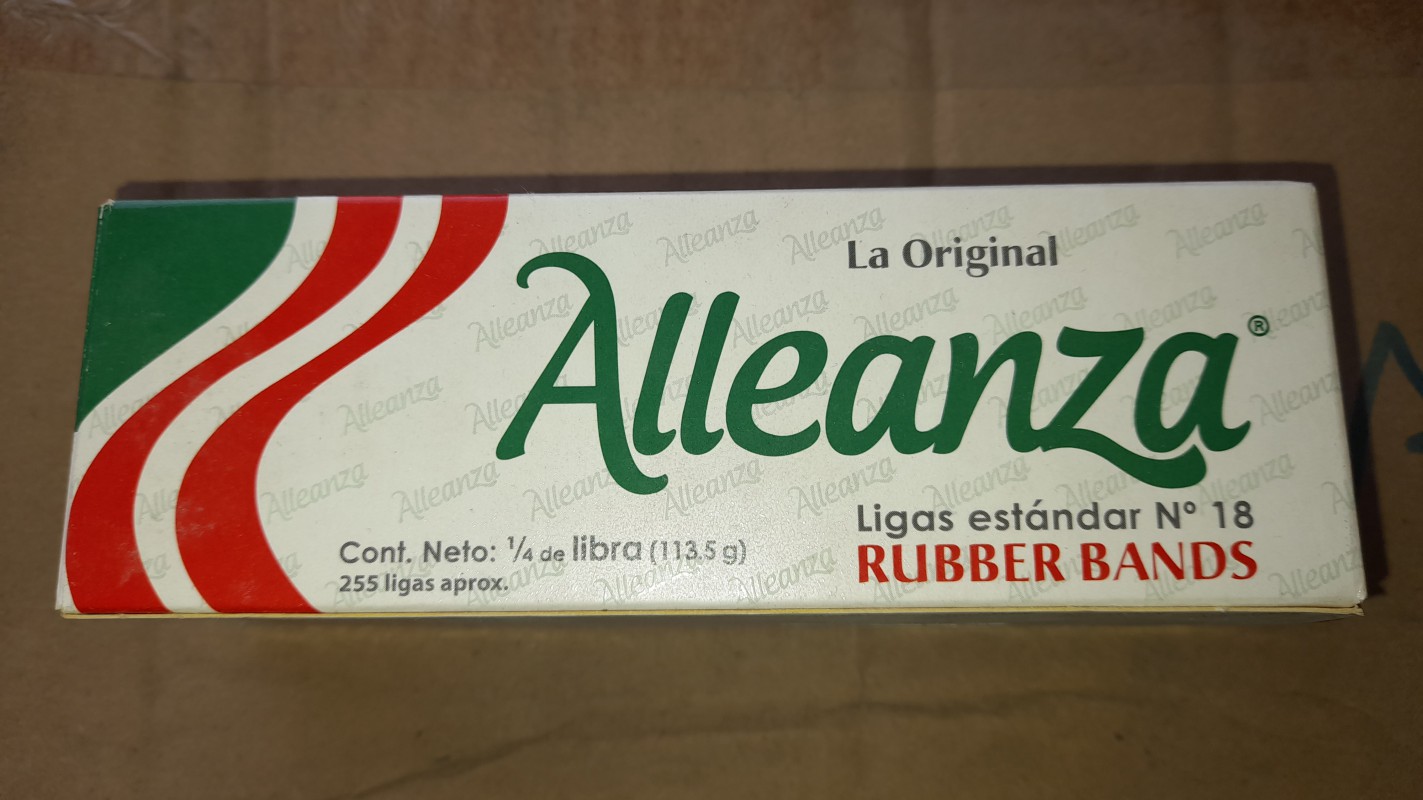 La Original
Alleanza®
Ligas estándar Nº 18
RUBBER BANDS
Cont. Neto: ¼ de libra (113.5 g)
255 ligas aprox.